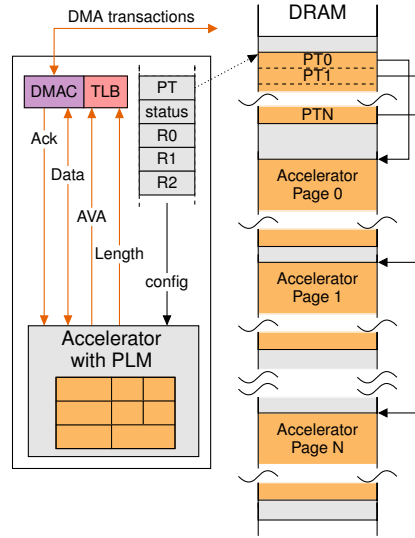 DMA transactions
DRAM
DMAC
TLB
PT
status
R0
R1
R2
Ack
Data
AVA
Length
config
Accelerator
with PLM
PT0
PT1
PTN
Accelerator
Page 0
Accelerator
Page 1
Accelerator
Page N